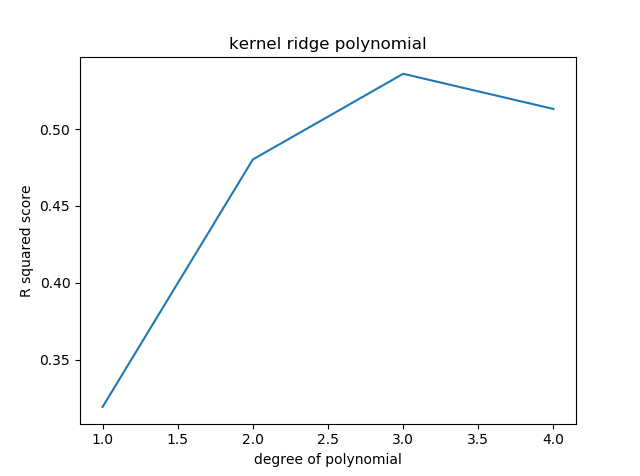 kernel ridge polynomial
R squared score
0.50
0.45
0.40
0.35
1.0 1.5 2.0 2.5 3.0 3.5 4.0
degree of polynomial